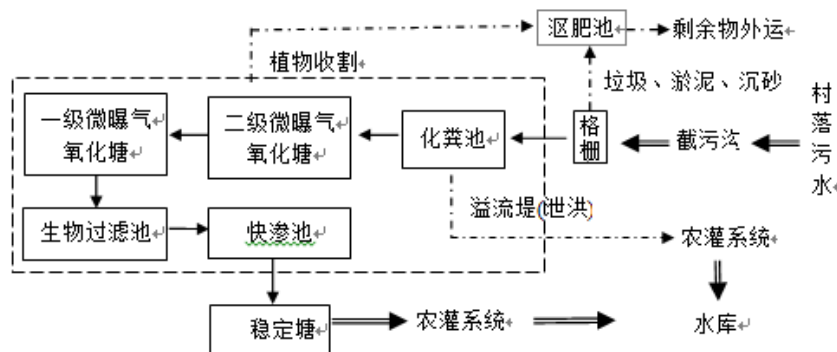 沤肥池
剩余物外运
植物收割
垃圾、淤泥、沉砂
一级微曝气
氧化塘
二级微曝气
氧化塘
化粪池
格
栅
截污沟
村
落
污
水
溢流堤(世洪)
生物过滤池
快渗池
农灌系统
稳定塘
农灌系统
水库